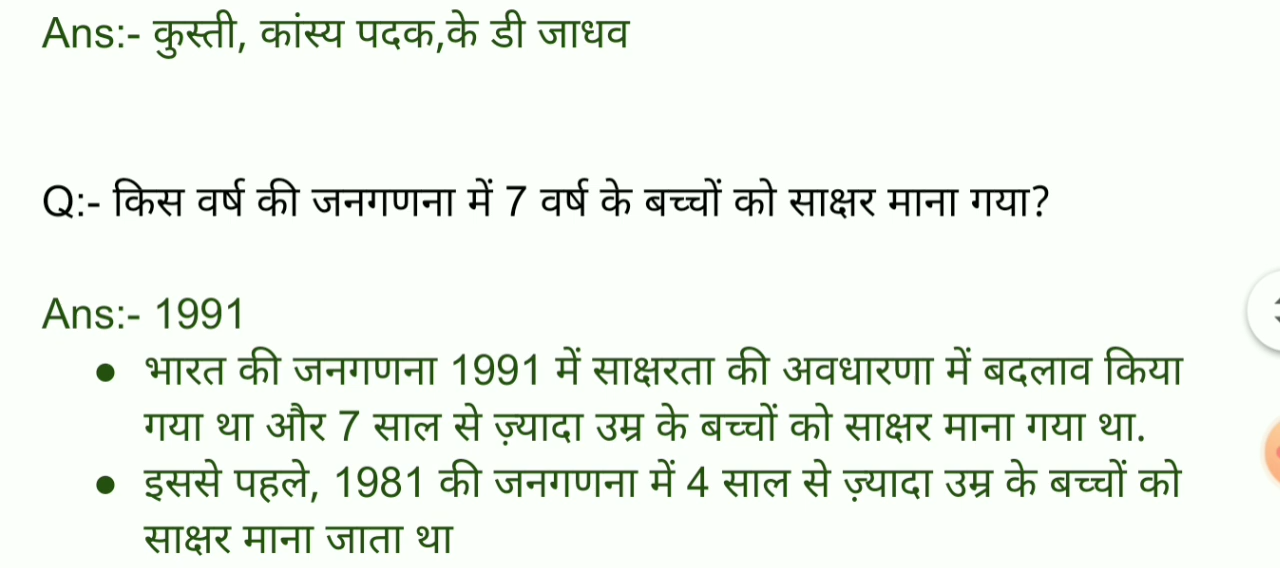 Ans:- कुस्ती, कांस्य पदक,के डी जाधव
Q:- किस वर्ष की जनगणना में 7 वर्ष के बच्चों को साक्षर माना गया?
Ans:- 1991
● भारत की जनगणना 1991 में साक्षरता की अवधारणा में बदलाव किया
गया था और 7 साल से ज़्यादा उम्र के बच्चों को साक्षर माना गया था.
● इससे पहले, 1981 की जनगणना में 4 साल से ज़्यादा उम्र के बच्चों को
साक्षर माना जाता था